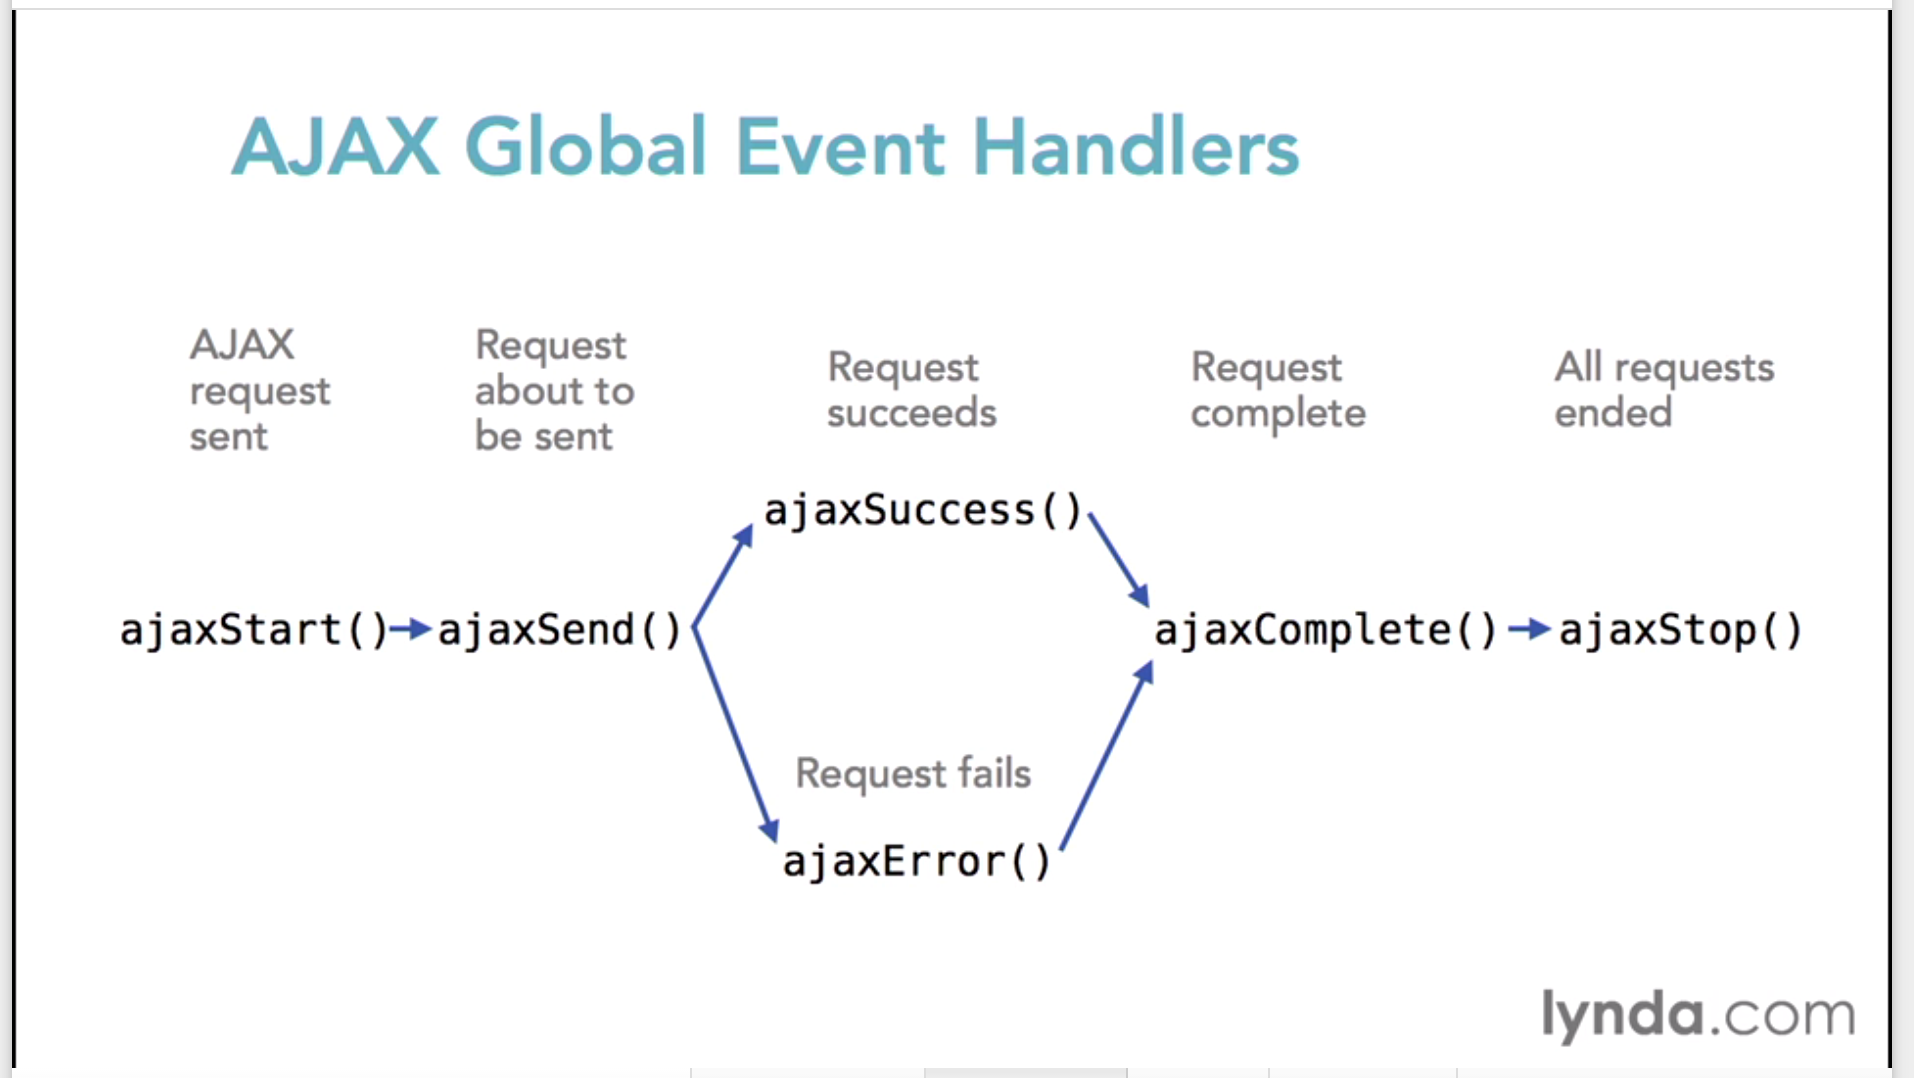 AJAX Global Event Handlers
AJAX
request
sent
Request
about to
be sent
Request
succeeds
Request
complete
All requests
ended
ajaxSuccess()
ajaxStart()
ajaxSend()
ajaxComplete()
ajaxStop()
Request fails
ajaxError()
lynda.com